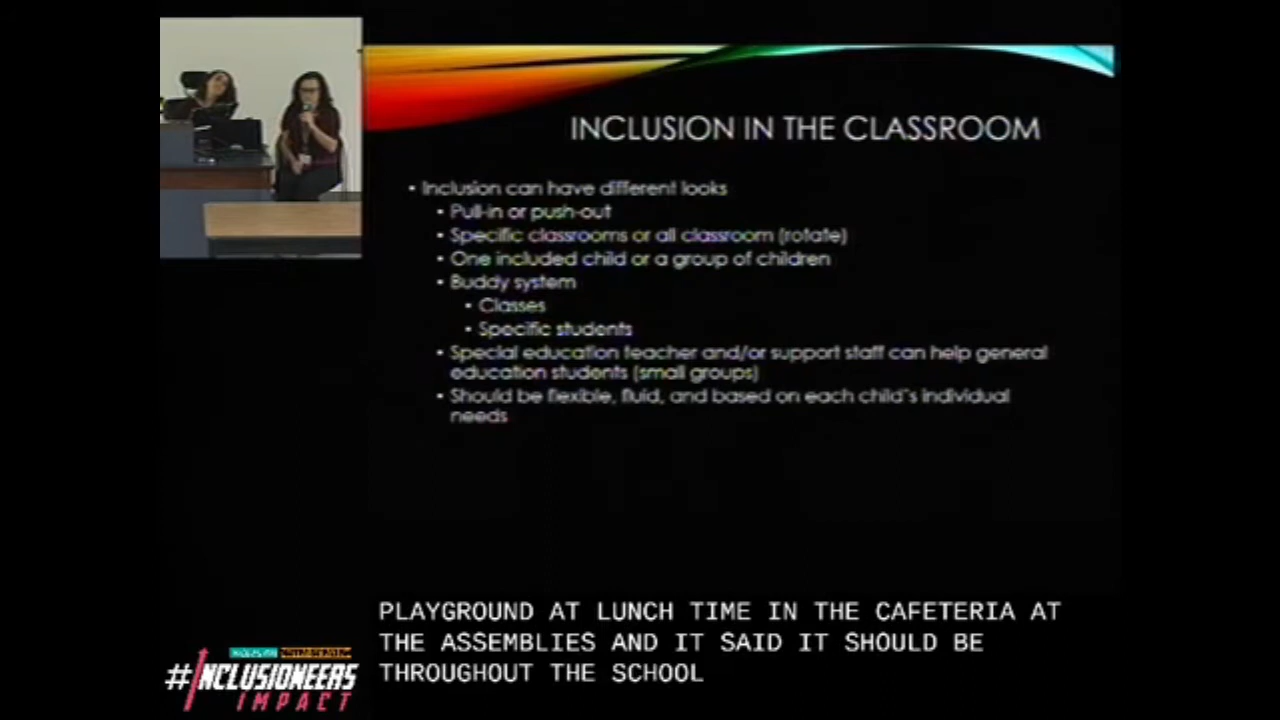 INCLUSION IN THE CLASSROOM
• Inclusion can have different looks
• Pull-in or push-out
• Specific classrooms or all classroom (rotate)
• One included child or a group of children
• Buddy system
• Classes
• Specific students
• Special education teacher and/or support staff can help general
education students (small groups)
• Should be flexible, fluid, and based on each child's individual
needs
PLAYGROUND AT LUNCH TIME IN THE CAFETERIA AT
THE ASSEMBLIES AND IT SAID IT SHOULD BE
THROUGHOUT THE SCHOOL
#INCLUSIONEERS
IMPACT